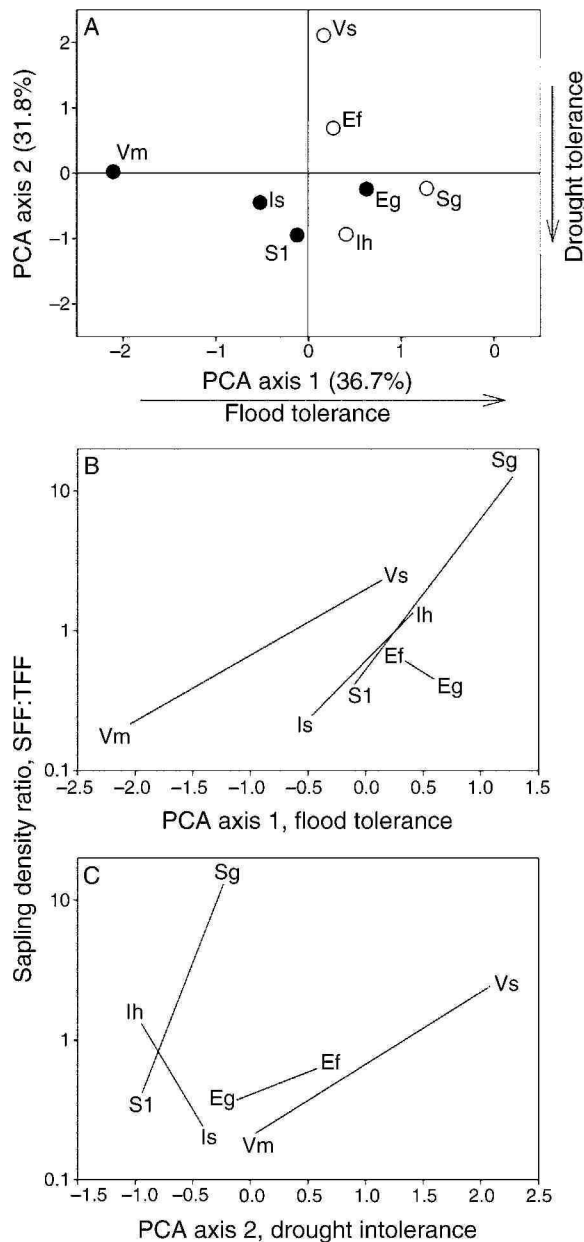 A
Vs
Ef
Vm
Is
Eg
Sg
S1
Ih
2
1
0
−1
−2
−2
−1
0
1
0
PCA axis 2 (31.8%)
Drought tolerance
PCA axis 1 (36.7%)
Flood tolerance
B
Sg
Vs
Ih
Ef
Eg
S1
Is
Vm
10
1
0.1
−2.5
−2.0
−1.5
−1.0
−0.5
0.0
0.5
1.0
1.5
PCA axis 1, flood tolerance
Sapling density ratio, SFF:TFF
C
Sg
Vs
Ih
Ef
Eg
S1
Is
Vm
10
1
0.1
−1.5
−1.0
−0.5
0.0
0.5
1.0
1.5
2.0
2.5
PCA axis 2, drought intolerance